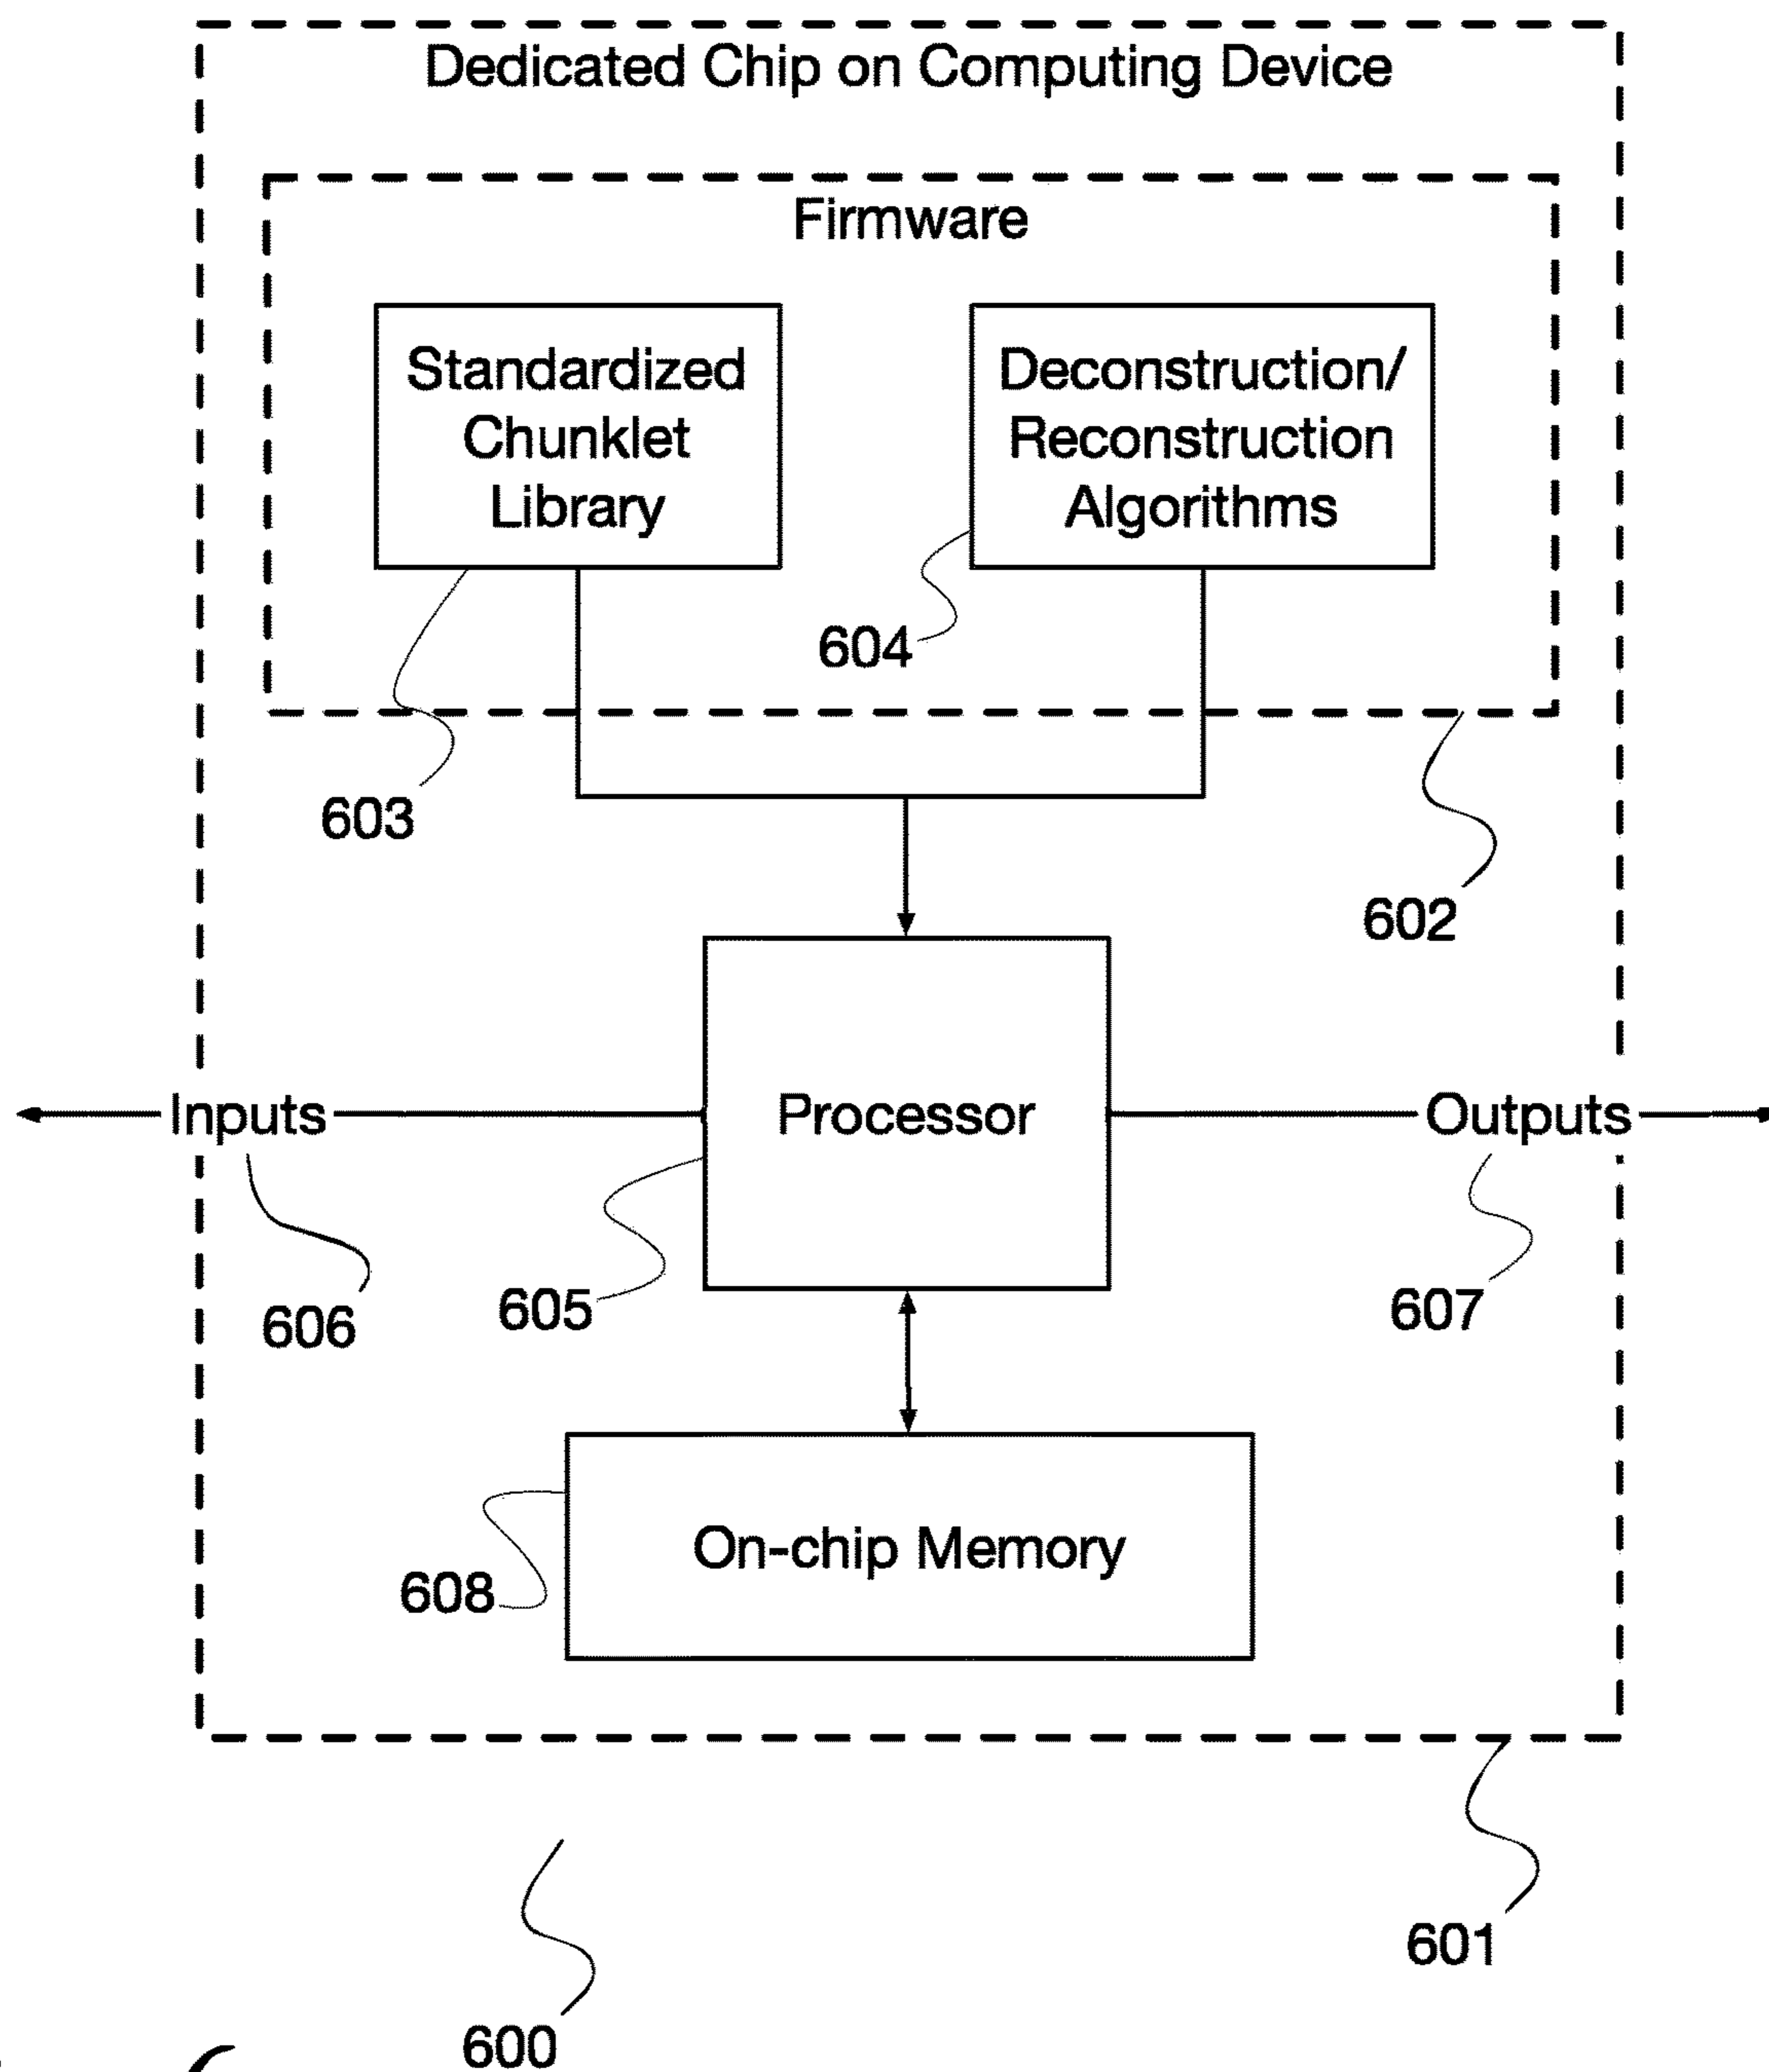 Dedicated Chip on Computing Device
Firmware
Standardized
Chunklet
Library
Deconstruction/
Reconstruction
Algorithms
604
603
602
Inputs
Processor
Outputs
606
605
607
On-chip Memory
608
601
600